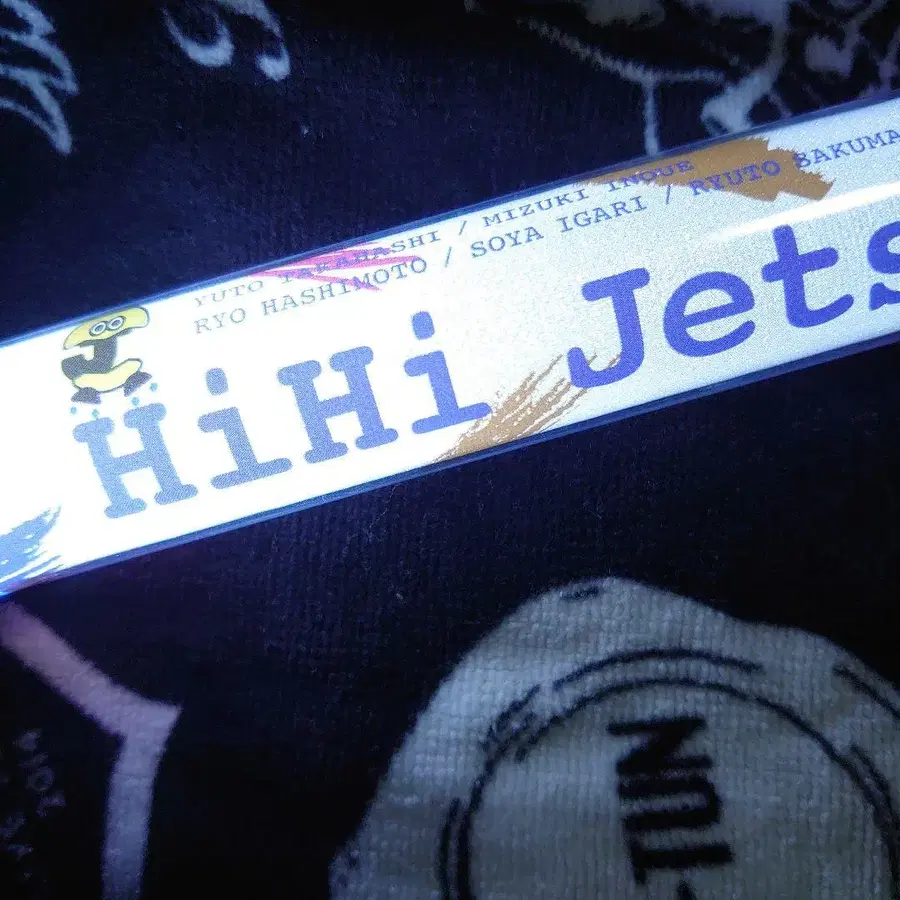 YUTO TAKAHASHI / MIZUKI INOUE
RYO HASHIMOTO / SOYA IGARI / RYUTO SAKUMA
HiHi Jets